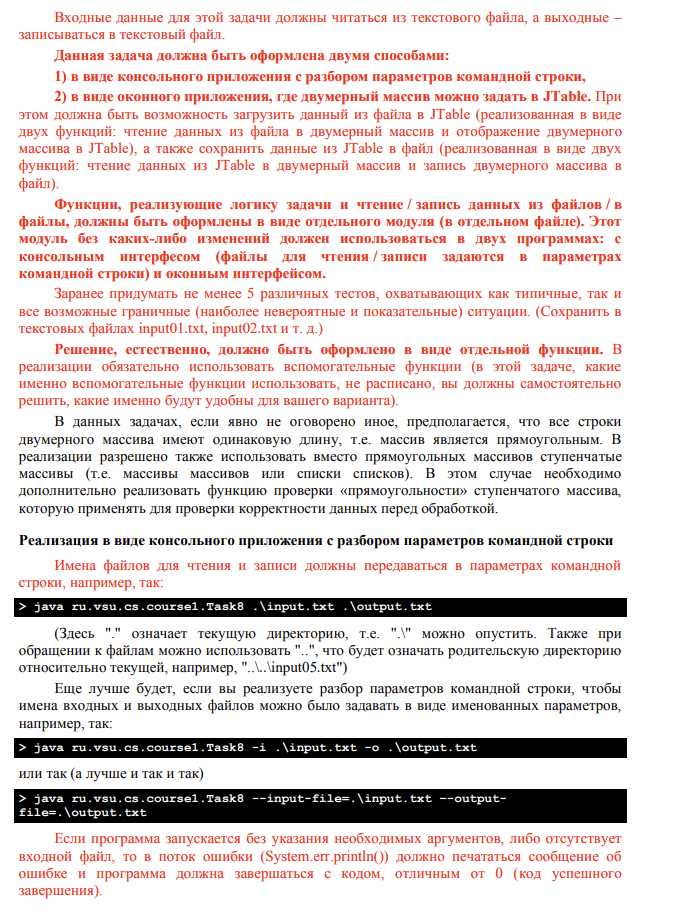 Входные данные для этой задачи должны читаться из текстового файла, а выходные –
записываться в текстовый файл.
Данная задача должна быть оформлена двумя способами:
1) в виде консольного приложения с разбором параметров командной строки,
2) в виде оконного приложения, где двумерный массив можно задать в JTable. При
этом должна быть возможность загрузить данный из файла в JTable (реализованная в виде
двух функций: чтение данных из файла в двумерный массив и отображение двумерного
массива в JTable), а также сохранить данные из JTable в файл (реализованная в виде двух
функций: чтение данных из JTable в двумерный массив и запись двумерного массива в
файл).
Функции, реализующие логику задачи и чтение / запись данных из файлов / в
файлы, должны быть оформлены в виде отдельного модуля (в отдельном файле). Этот
модуль без каких-либо изменений должен использоваться в двух программах: с
консольным интерфесом (файлы для чтения / записи задаются в параметрах
командной строки) и оконным интерфейсом.
Заранее придумать не менее 5 различных тестов, охватывающих как типичные, так и
все возможные граничные (наиболее невероятные и показательные) ситуации. (Сохранить в
текстовых файлах input01.txt, input02.txt и т. д.)
Решение, естественно, должно быть оформлено в виде отдельной функции. В
реализации обязательно использовать вспомогательные функции (в этой задаче, какие
именно вспомогательные функции использовать, не расписано, вы должны самостоятельно
решить, какие именно будут удобны для вашего варианта).
В данных задачах, если явно не оговорено иное, предполагается, что все строки
двумерного массива имеют одинаковую длину, т.е. массив является прямоугольным. В
реализации разрешено также использовать вместо прямоугольных массивов ступенчатые
массивы (т.е. массивы массивов или списки списков). В этом случае необходимо
дополнительно реализовать функцию проверки «прямоугольности» ступенчатого массива,
которую применять для проверки корректности данных перед обработкой.
Реализация в виде консольного приложения с разбором параметров командной строки
Имена файлов для чтения и записи должны передаваться в параметрах командной
строки, например, так:
> java ru.vsu.cs.course1.Task8 .\input.txt .\output.txt
(Здесь "." означает текущую директорию, т.е. ".\" можно опустить. Также при
обращении к файлам можно использовать "..", что будет означать родительскую директорию
относительно текущей, например, "..\..\input05.txt")
Еще лучше будет, если вы реализуете разбор параметров командной строки, чтобы
имена входных и выходных файлов можно было задавать в виде именованных параметров,
например, так:
> java ru.vsu.cs.course1.Task8 -i .\input.txt -o .\output.txt
или так (а лучше и так и так)
> java ru.vsu.cs.course1.Task8 --input-file=.\input.txt --output-
file=.\output.txt
Если программа запускается без указания необходимых аргументов, либо отсутствует
входной файл, то в поток ошибки (System.err.println()) должно печататься сообщение об
ошибке и программа должна завершаться с кодом, отличным от 0 (код успешного
завершения).